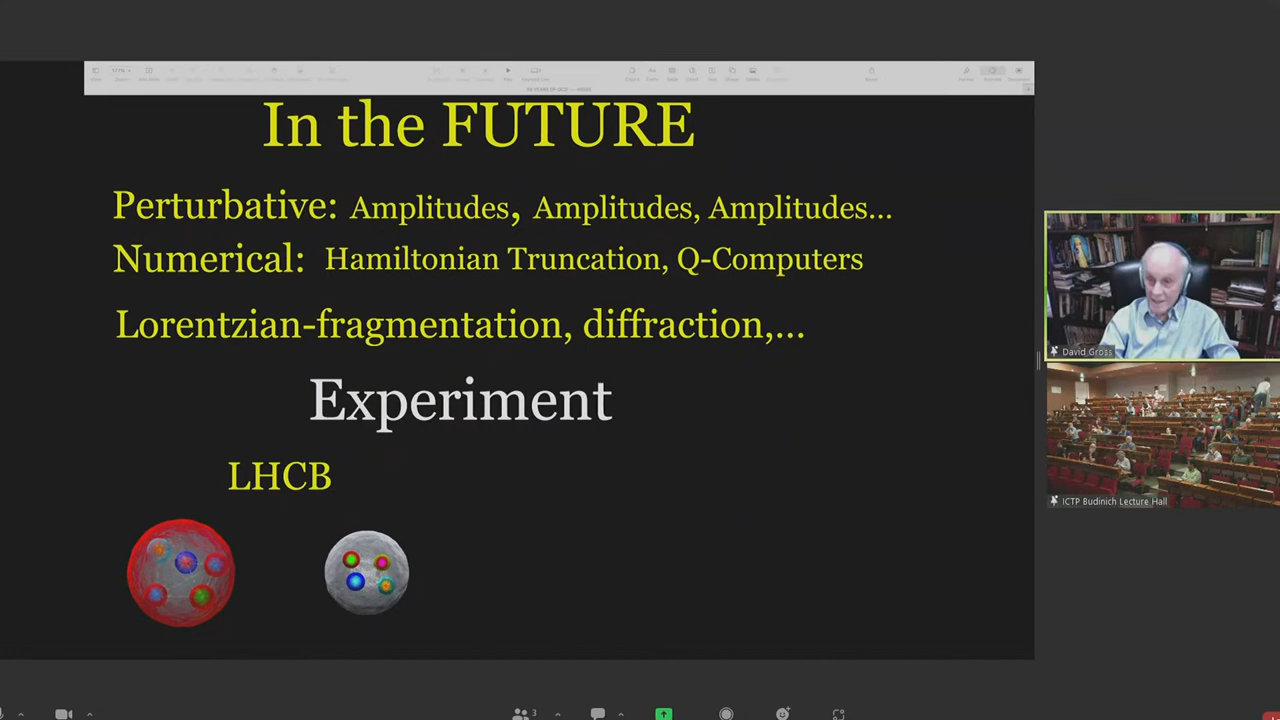 In the FUTURE
Perturbative: Amplitudes, Amplitudes, Amplitudes...
Numerical: Hamiltonian Truncation, Q-Computers
Lorentzian-fragmentation, diffraction,...
Experiment
LHCB
David Gross
ICTP Budinich Lecture Hall
3